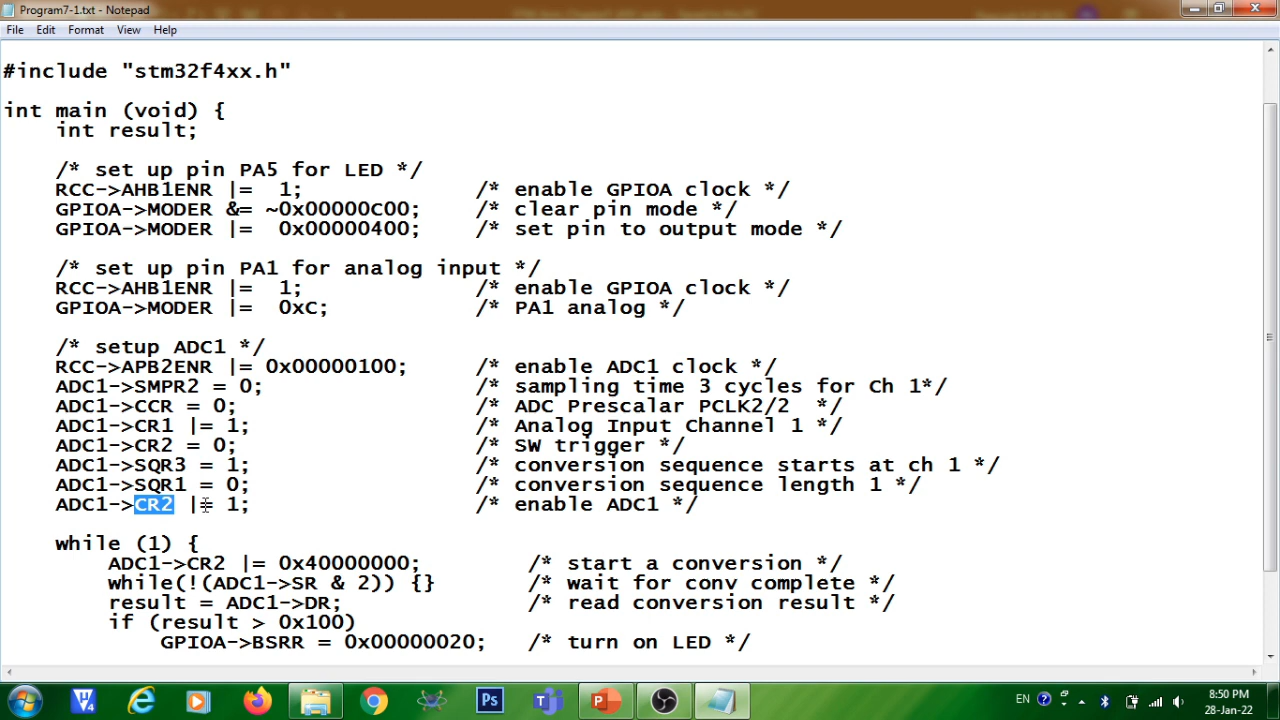 Program7-1.txt - Notepad
File Edit Format View Help
#include "stm32f4xx.h"
int main (void) {
int result;
/* set up pin PA5 for LED */
RCC->AHB1ENR |= 1; /* enable GPIOA clock */
GPIOA->MODER &= ~0x00000C00; /* clear pin mode */
GPIOA->MODER |= 0x00000400; /* set pin to output mode */
/* set up pin PA1 for analog input */
RCC->AHB1ENR |= 1; /* enable GPIOA clock */
GPIOA->MODER |= 0xC; /* PA1 analog */
/* setup ADC1 */
RCC->APB2ENR |= 0x00000100; /* enable ADC1 clock */
ADC1->SMPR2 = 0; /* sampling time 3 cycles for Ch 1*/
ADC1->CCR = 0; /* ADC Prescalar PCLK2/2 */
ADC1->CR1 |= 1; /* Analog Input Channel 1 */
ADC1->CR2 = 0; /* SW trigger */
ADC1->SQR3 = 1; /* conversion sequence starts at ch 1 */
ADC1->SQR1 = 0; /* conversion sequence length 1 */
ADC1->CR2 |= 1; /* enable ADC1 */
while (1) {
ADC1->CR2 |= 0x40000000; /* start a conversion */
while(!(ADC1->SR & 2)) {} /* wait for conv complete */
result = ADC1->DR; /* read conversion result */
if (result > 0x100)
GPIOA->BSRR = 0x00000020; /* turn on LED */
EN
8:50 PM
28-Jan-22